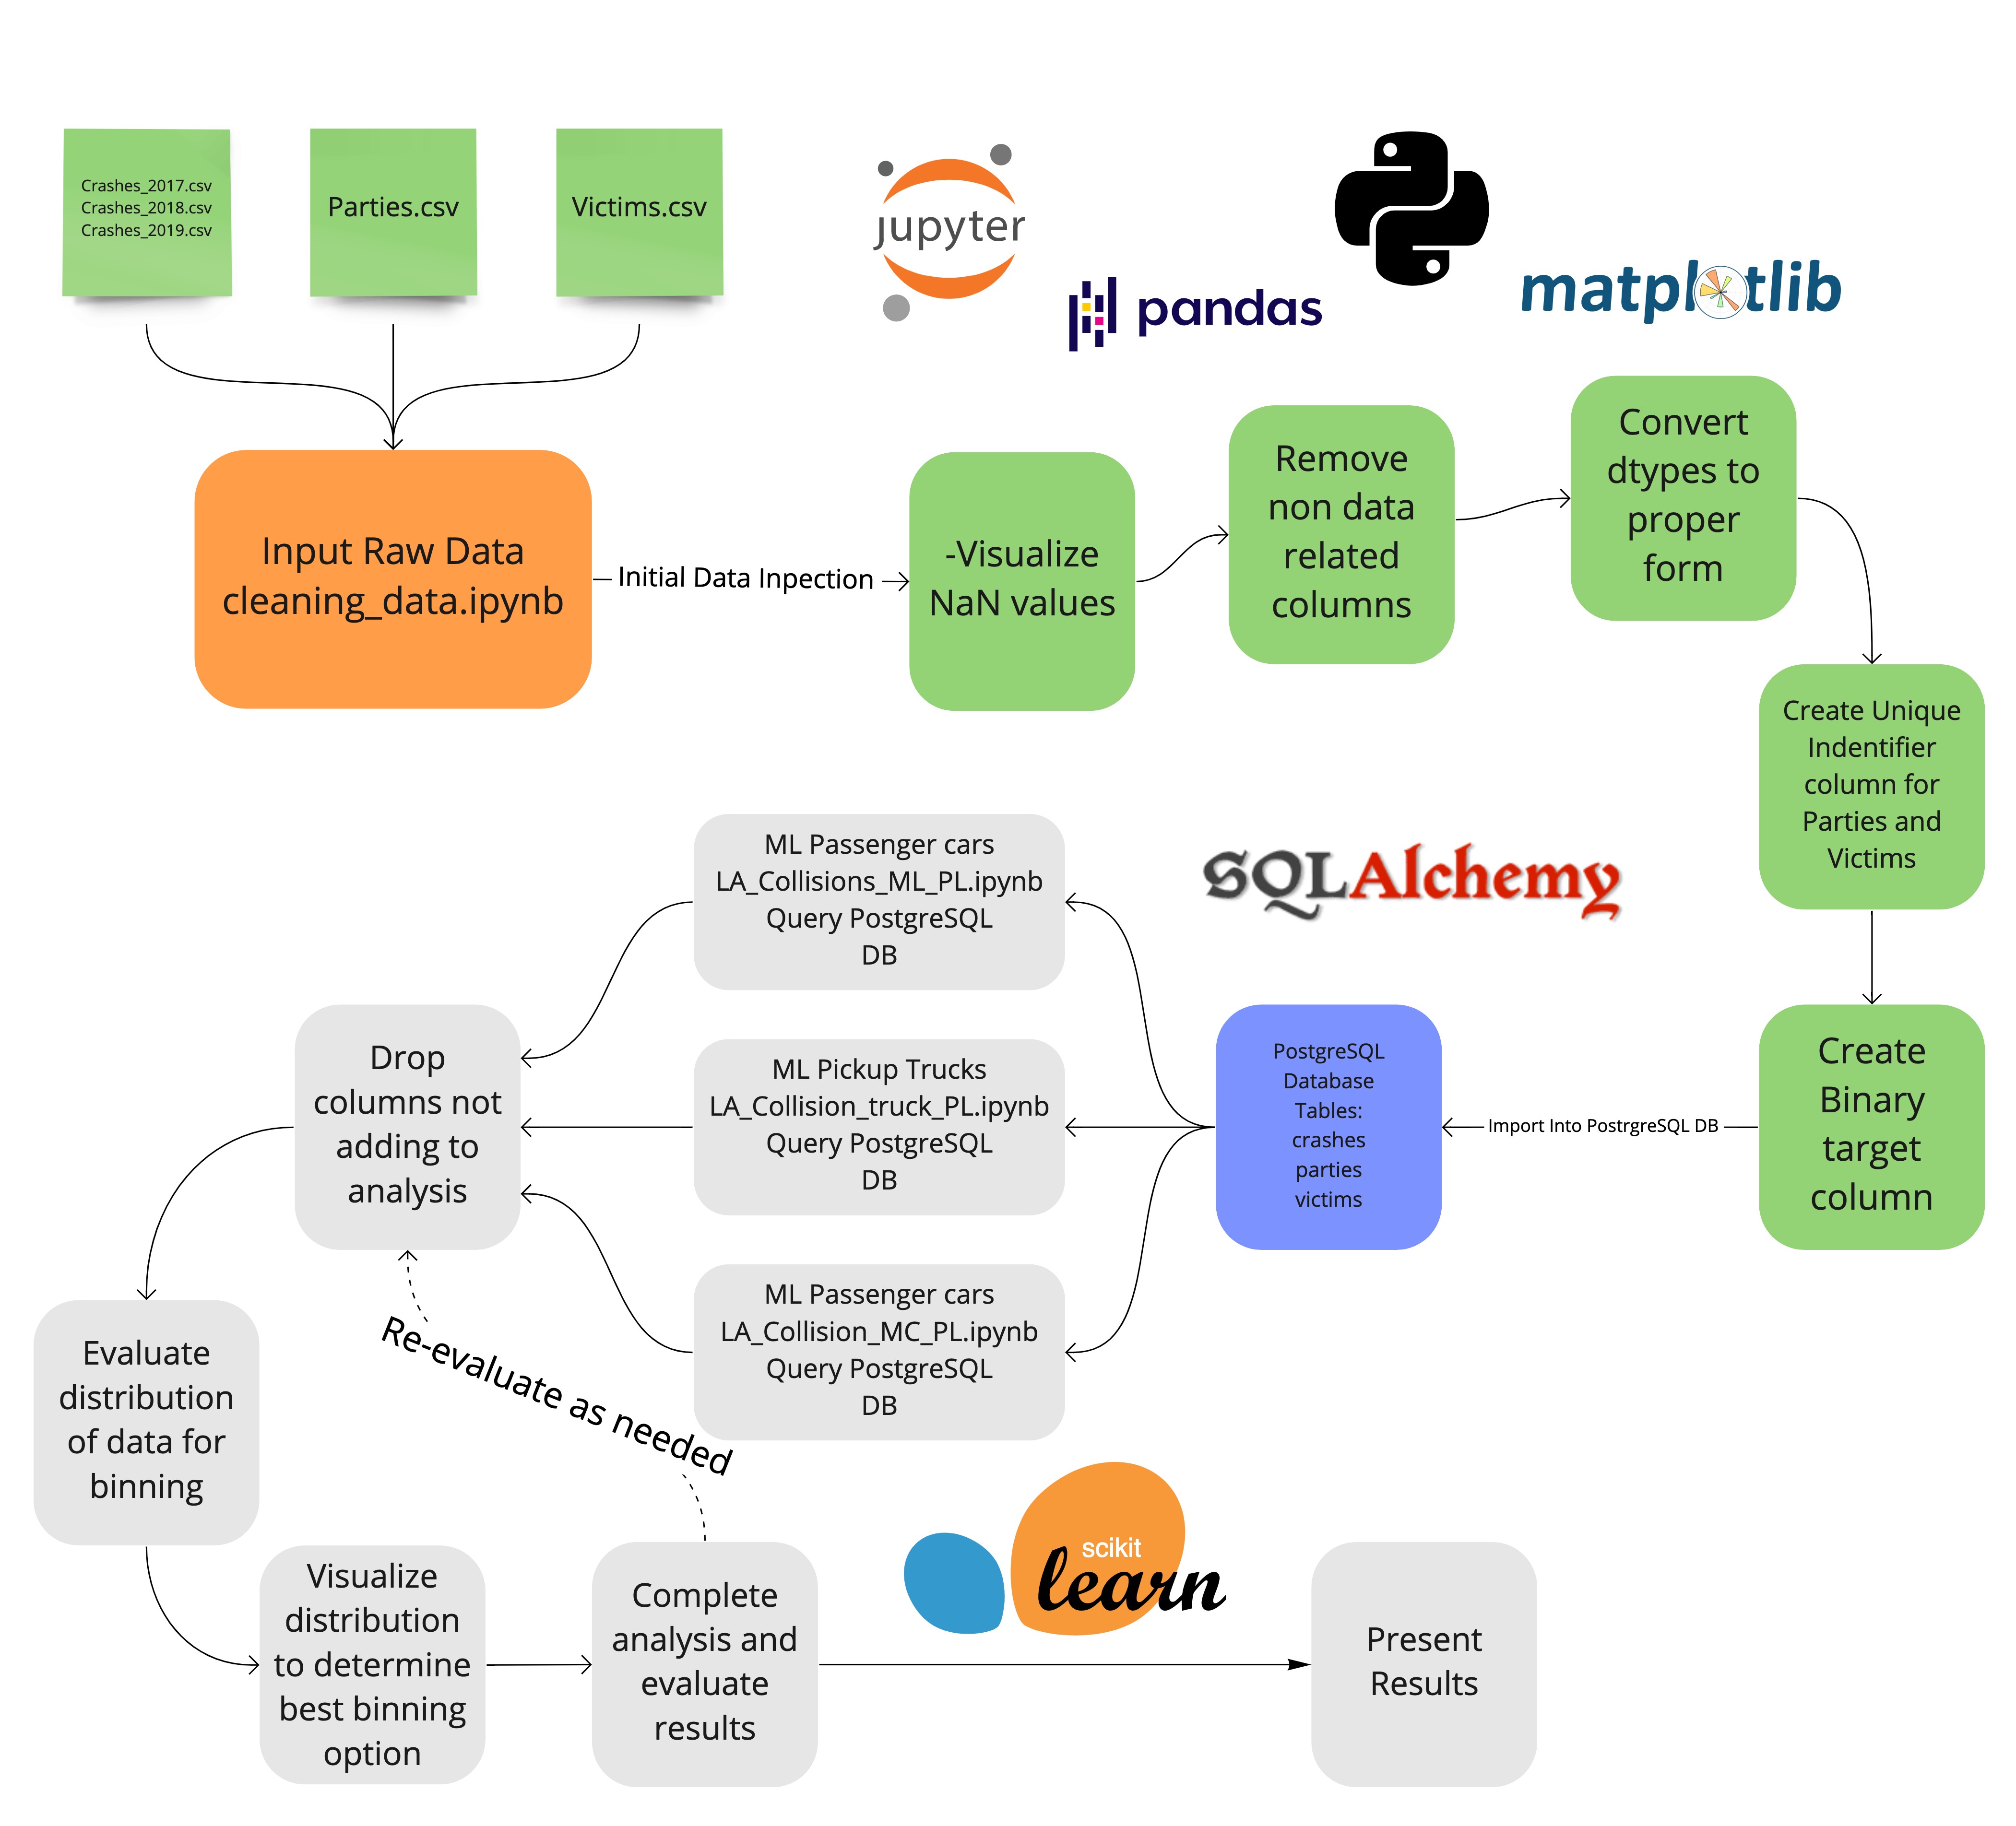 Crashes_2017.csv
Crashes_2018.csv
Crashes_2019.csv
Parties.csv
Victims.csv
jupyter
pandas
matplotlib
Input Raw Data
cleaning_data.ipynb
Initial Data Inpection
-Visualize
NaN values
Remove
non data
related
columns
Convert
dtypes to
proper
form
Create Unique
Indentifier
column for
Parties and
Victims
Create
Binary
target
column
Import Into PostrgreSQL DB
SQLAlchemy
PostgreSQL
Database
Tables:
crashes
parties
victims
ML Passenger cars
LA_Collisions_ML_PL.ipynb
Query PostgreSQL
DB
ML Pickup Trucks
LA_Collision_truck_PL.ipynb
Query PostgreSQL
DB
ML Passenger cars
LA_Collision_MC_PL.ipynb
Query PostgreSQL
DB
Drop
columns not
adding to
analysis
Re-evaluate as needed
Evaluate
distribution
of data for
binning
Visualize
distribution
to determine
best binning
option
Complete
analysis and
evaluate
results
scikit
learn
Present
Results